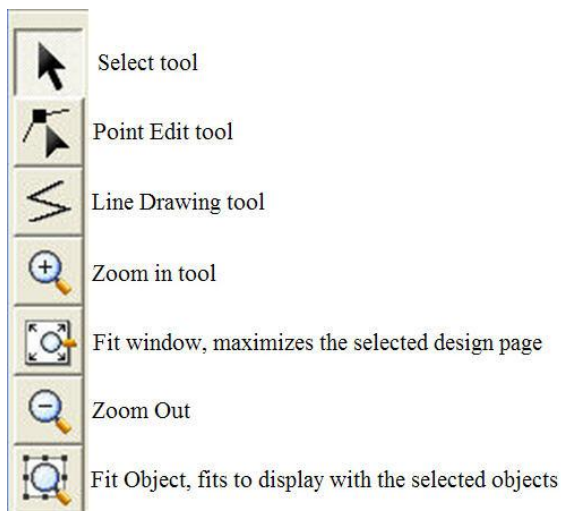 Select tool
Point Edit tool
Line Drawing tool
Zoom in tool
Fit window, maximizes the selected design page
Zoom Out
Fit Object, fits to display with the selected objects